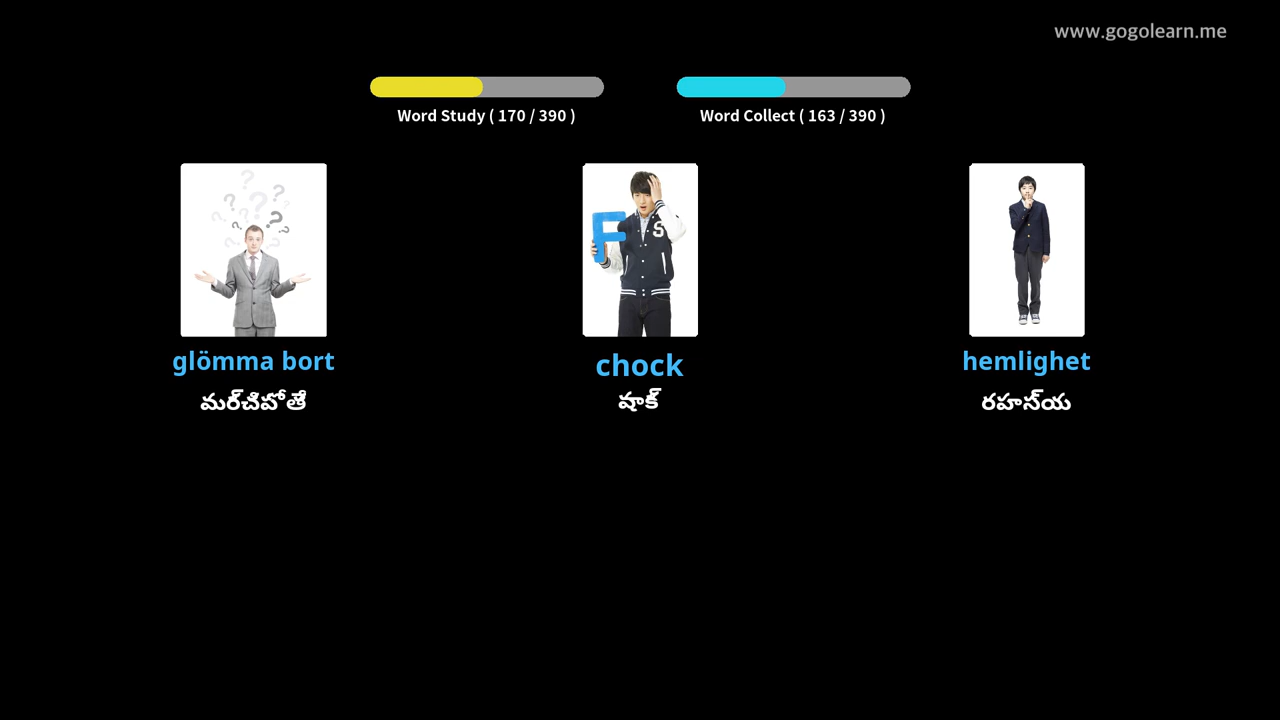 www.gogolearn.me
Word Study ( 170 / 390 )
Word Collect ( 163 / 390 )
F
S
glömma bort
chock
hemlighet
మర్‌చిపోతే
షాక్
రహస్‌య